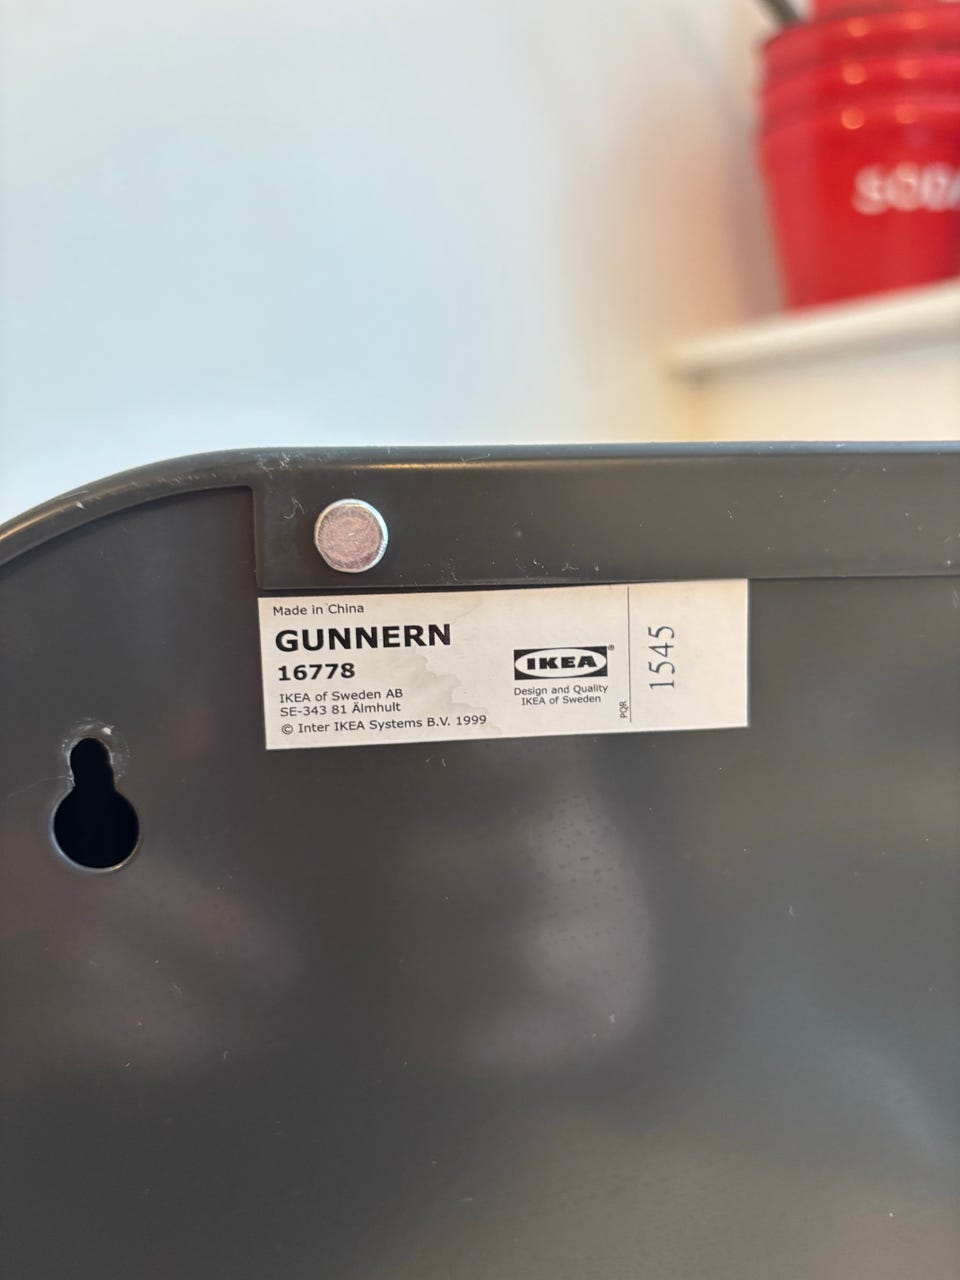 SODA
Made in China
GUNNERN
16778
IKEA of Sweden AB
SE-343 81 Älmhult
© Inter IKEA Systems B.V. 1999
IKEA®
Design and Quality
IKEA of Sweden
PQR
1545